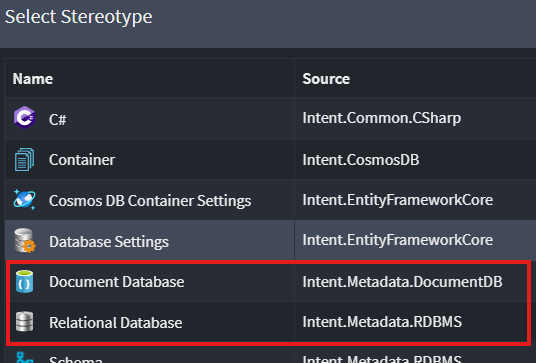 Select Stereotype
Name Source
C# Intent.Common.CSharp
Container Intent.CosmosDB
Cosmos DB Container Settings Intent.EntityFrameworkCore
Database Settings Intent.EntityFrameworkCore
Document Database Intent.Metadata.DocumentDB
Relational Database Intent.Metadata.RDBMS
Schema Intent.Metadata.RDBMS